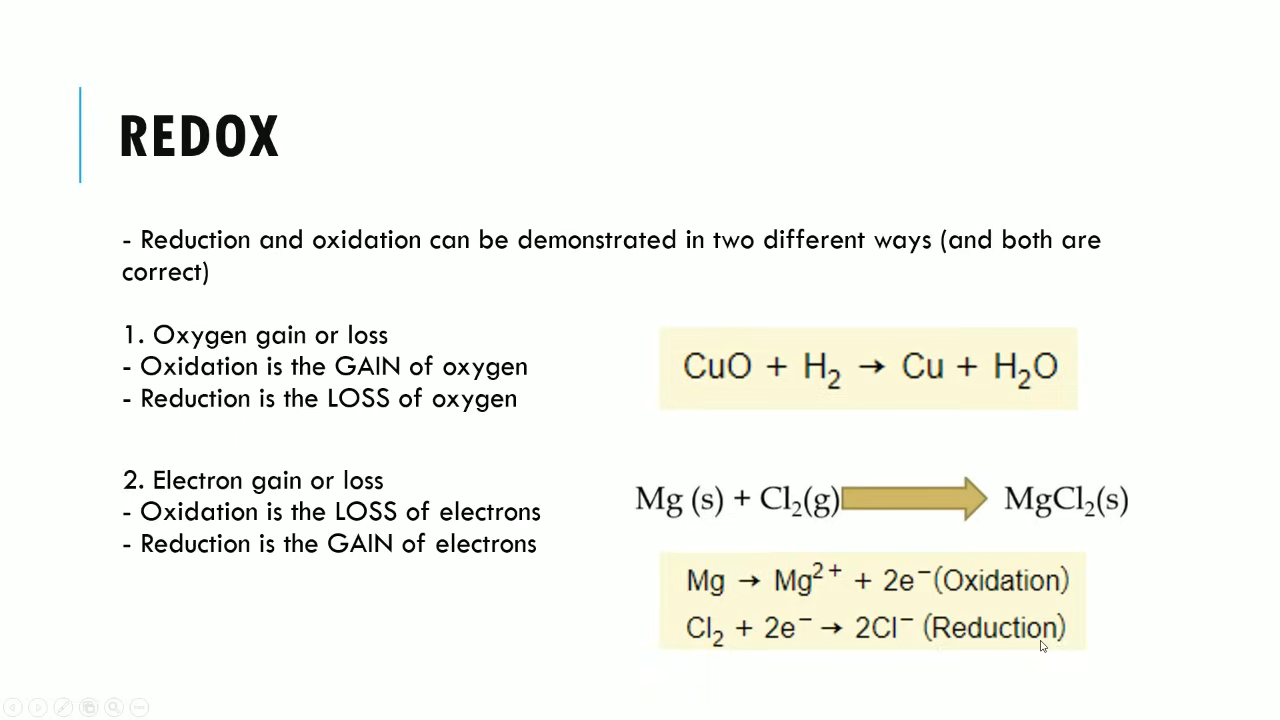 REDOX
- Reduction and oxidation can be demonstrated in two different ways (and both are
correct)
1. Oxygen gain or loss
- Oxidation is the GAIN of oxygen
- Reduction is the LOSS of oxygen
CuO + H₂ → Cu + H₂O
2. Electron gain or loss
- Oxidation is the LOSS of electrons
- Reduction is the GAIN of electrons
Mg (s) + Cl₂(g) → MgCl₂(s)
Mg → Mg²⁺ + 2e⁻(Oxidation)
Cl₂ + 2e⁻ → 2Cl⁻ (Reduction)